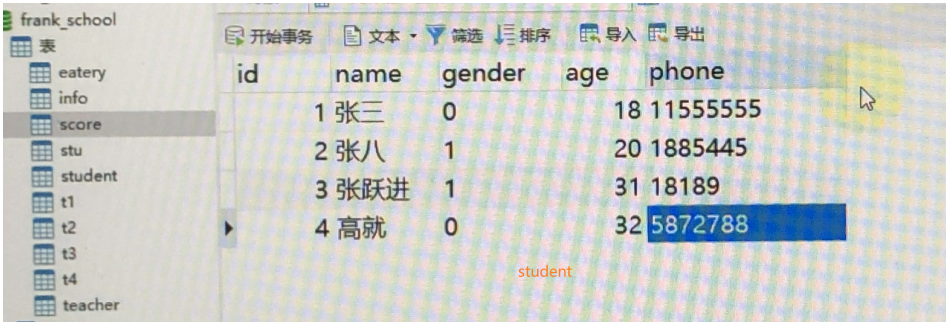 frank_school
表
eatery
info
score
stu
student
t1
t2
t3
t4
teacher
开始事务 文本 筛选 排序 导入 导出
id name gender age phone
1 张三 0 18 11555555
2 张八 1 20 1885445
3 张跃进 1 31 18189
4 高就 0 32 5872788
student